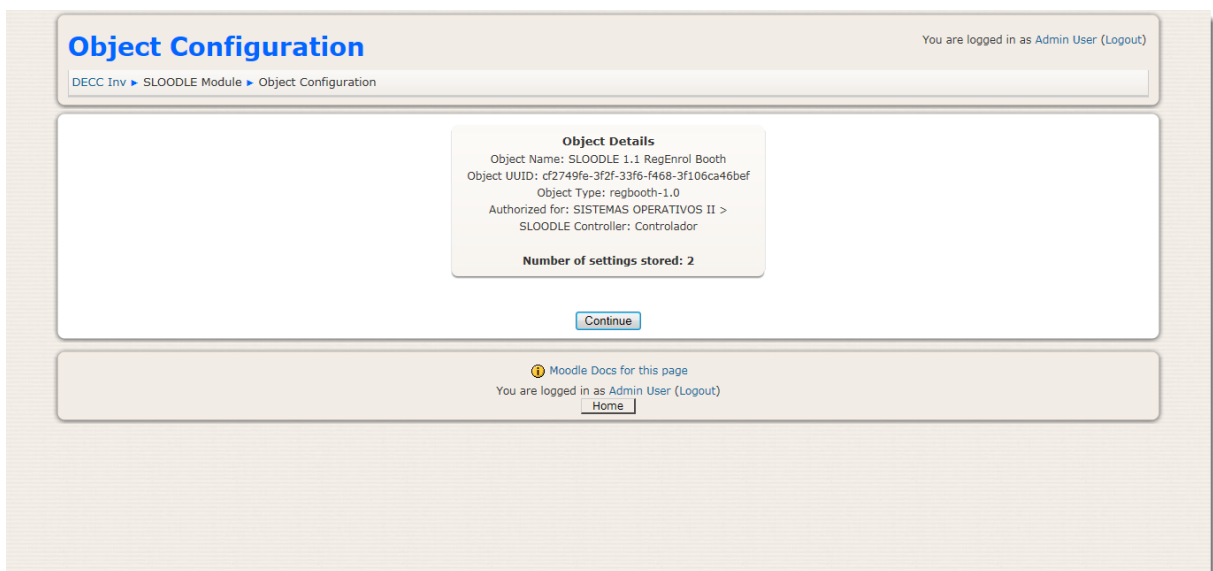 Object Configuration
You are logged in as Admin User (Logout)
DECC Inv ► SLOODLE Module ► Object Configuration
Object Details
Object Name: SLOODLE 1.1 RegEnrol Booth
Object UUID: cf2749fe-3f2f-33f6-f468-3f106ca46bef
Object Type: regbooth-1.0
Authorized for: SISTEMAS OPERATIVOS II >
SLOODLE Controller: Controlador
Number of settings stored: 2
Continue
Moodle Docs for this page
You are logged in as Admin User (Logout)
Home